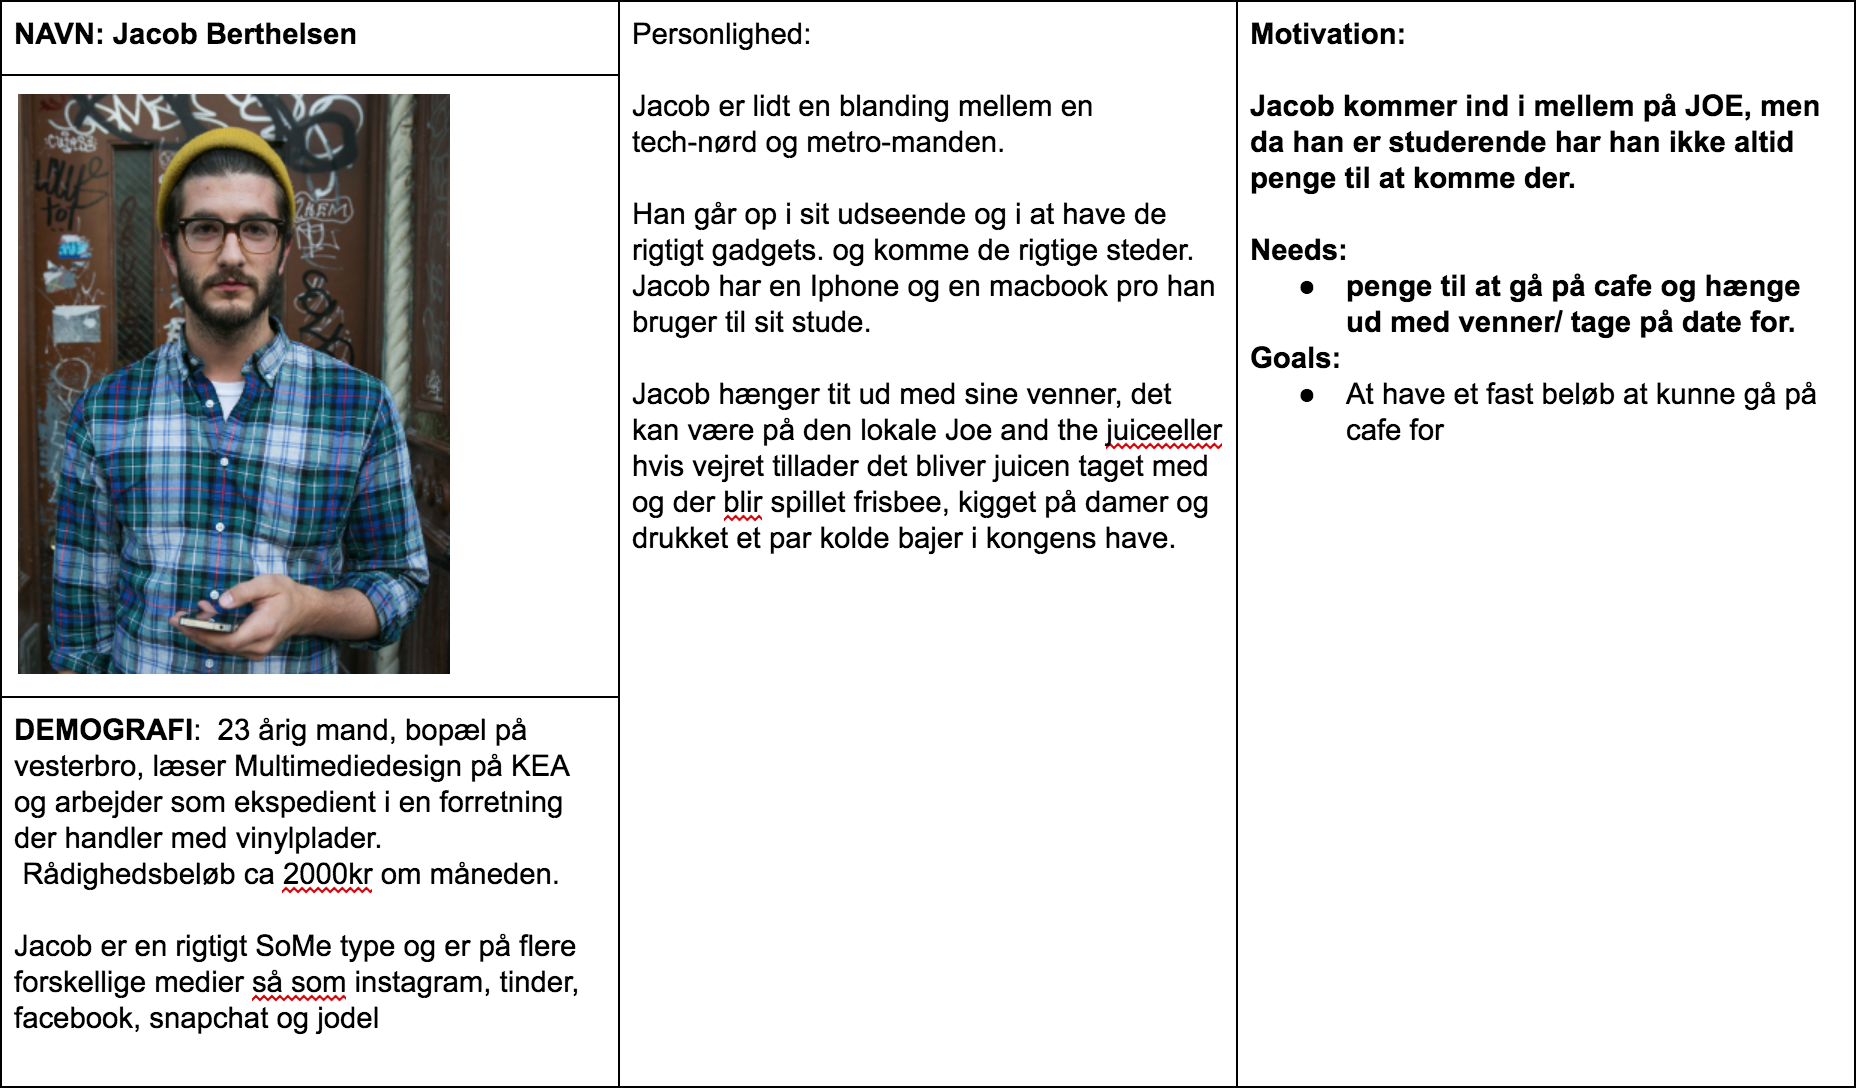 NAVN: Jacob Berthelsen
DEMOGRAFI:  23 årig mand, bopæl på
vesterbro, læser Multimediedesign på KEA
og arbejder som ekspedient i en forretning
der handler med vinylplader.
Rådighedsbeløb ca 2000kr om måneden.
Jacob er en rigtigt SoMe type og er på flere
forskellige medier så som instagram, tinder,
facebook, snapchat og jodel
Personlighed:
Jacob er lidt en blanding mellem en
tech-nørd og metro-manden.
Han går op i sit udseende og i at have de
rigtigt gadgets. og komme de rigtige steder.
Jacob har en Iphone og en macbook pro han
bruger til sit stude.
Jacob hænger tit ud med sine venner, det
kan være på den lokale Joe and the juiceeller
hvis vejret tillader det bliver juicen taget med
og der blir spillet frisbee, kigget på damer og
drukket et par kolde bajer i kongens have.
Motivation:
Jacob kommer ind i mellem på JOE, men
da han er studerende har han ikke altid
penge til at komme der.
Needs:
● penge til at gå på cafe og hænge
ud med venner/ tage på date for.
Goals:
● At have et fast beløb at kunne gå på
cafe for